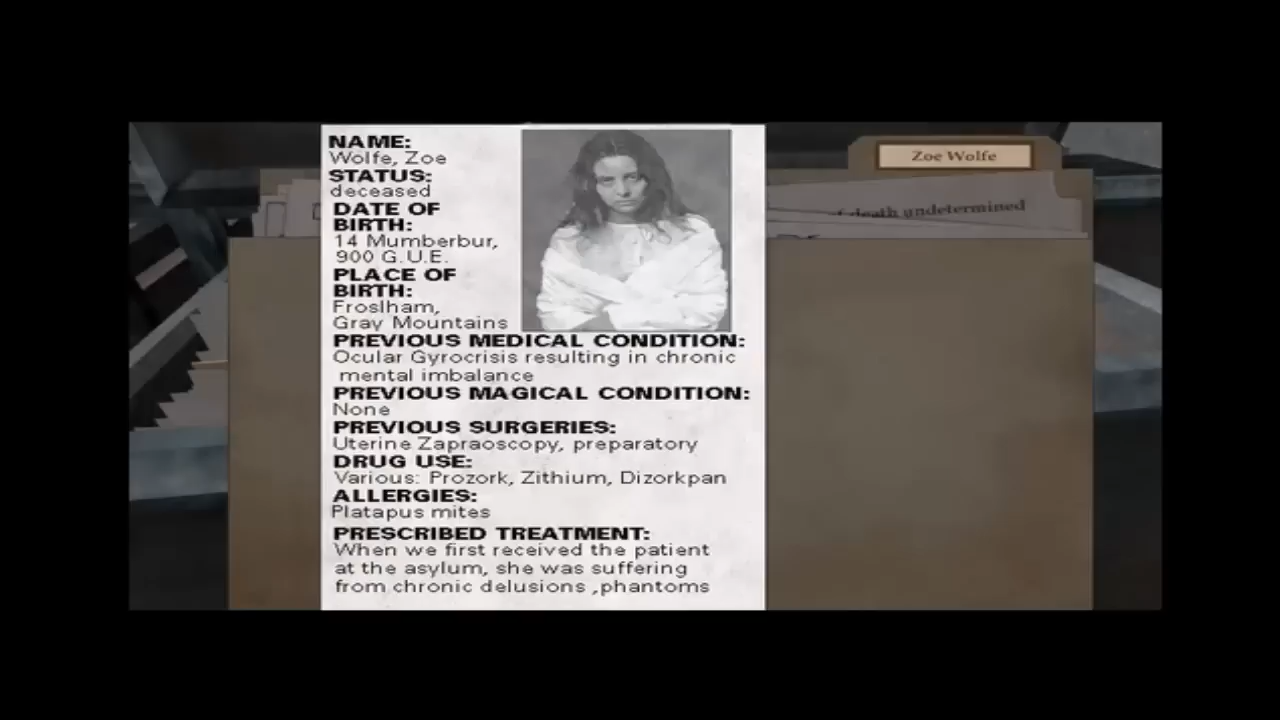 NAME:
Wolfe, Zoe
STATUS:
deceased
DATE OF
BIRTH:
14 Mumberbur,
900 G.U.E.
PLACE OF
BIRTH:
Froslham,
Gray Mountains
PREVIOUS MEDICAL CONDITION:
Ocular Gyrocrisis resulting in chronic
mental imbalance
PREVIOUS MAGICAL CONDITION:
None
PREVIOUS SURGERIES:
Uterine Zapraoscopy, preparatory
DRUG USE:
Various: Prozork, Zithium, Dizorkpan
ALLERGIES:
Platapus mites
PRESCRIBED TREATMENT:
When we first received the patient
at the asylum, she was suffering
from chronic delusions ,phantoms
Zoe Wolfe
of death undetermined